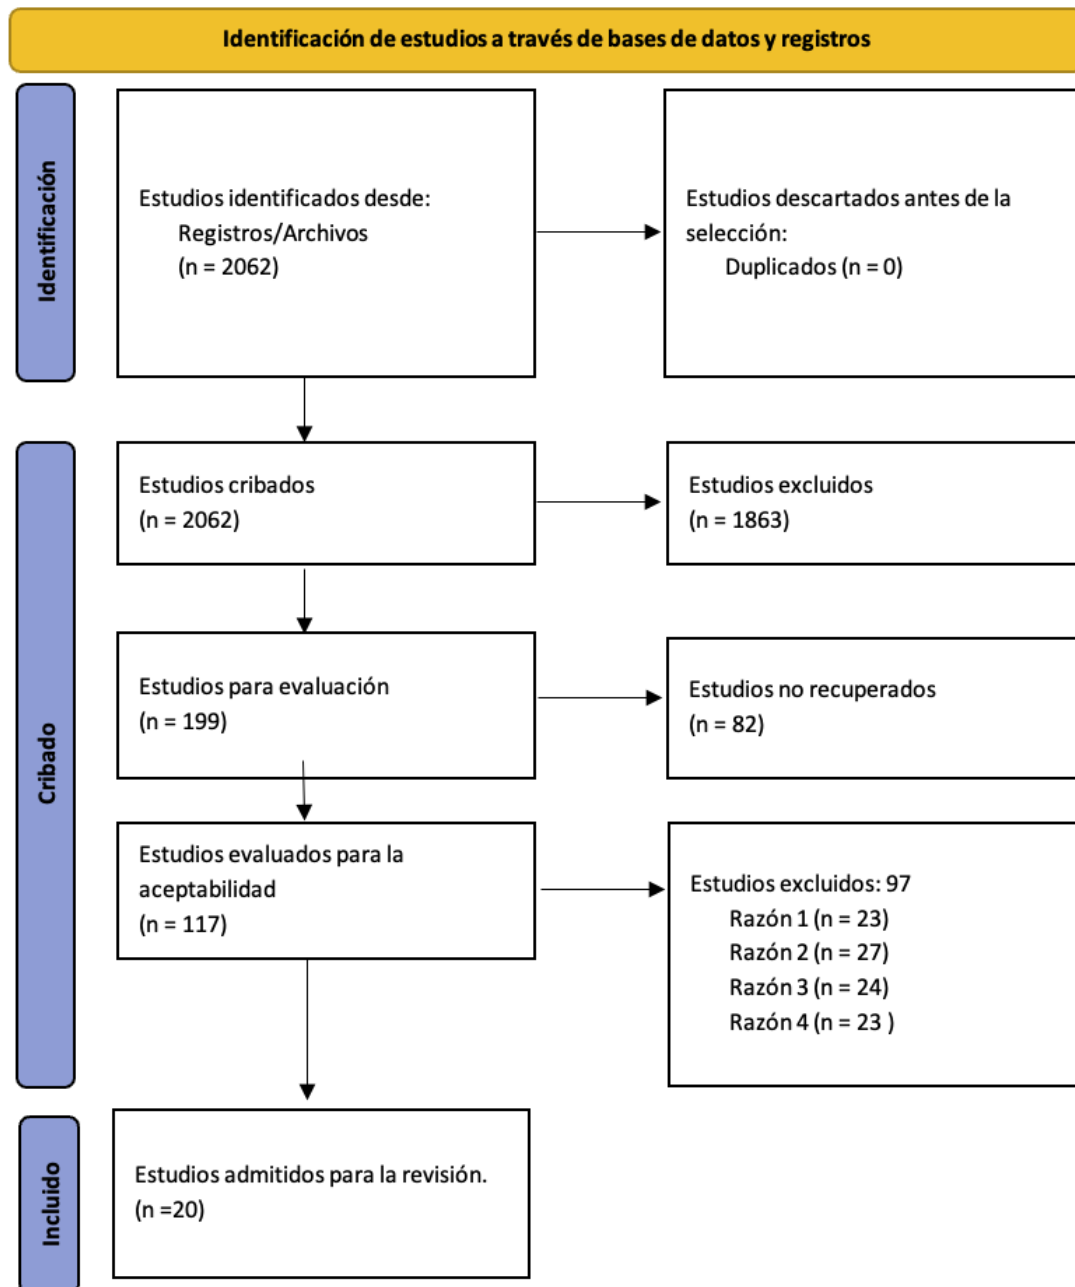 Identificación de estudios a través de bases de datos y registros
Identificación
Estudios identificados desde:
Registros/Archivos
(n = 2062)
Estudios descartados antes de la
selección:
Duplicados (n = 0)
Cribado
Estudios cribados
(n = 2062)
Estudios excluidos
(n = 1863)
Estudios para evaluación
(n = 199)
Estudios no recuperados
(n = 82)
Estudios evaluados para la
aceptabilidad
(n = 117)
Estudios excluidos: 97
Razón 1 (n = 23)
Razón 2 (n = 27)
Razón 3 (n = 24)
Razón 4 (n = 23 )
Incluido
Estudios admitidos para la revisión.
(n =20)